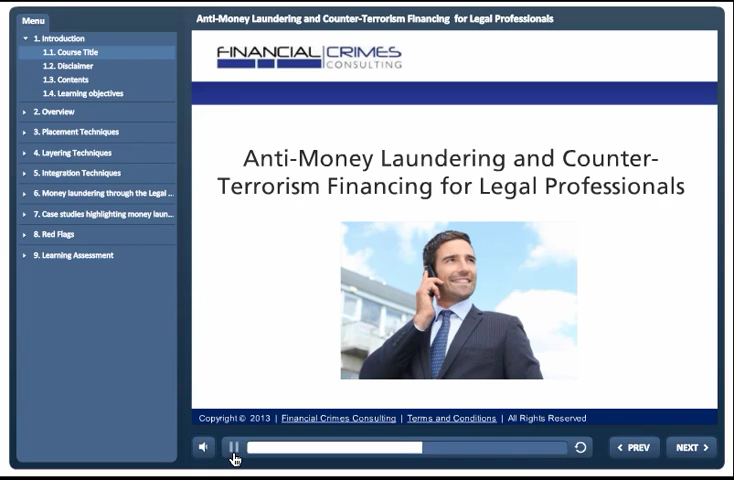 Menu
Anti-Money Laundering and Counter-Terrorism Financing for Legal Professionals
1. Introduction
1.1. Course Title
1.2. Disclaimer
1.3. Contents
1.4. Learning objectives
2. Overview
3. Placement Techniques
4. Layering Techniques
5. Integration Techniques
6. Money laundering through the Legal ...
7. Case studies highlighting money laun...
8. Red Flags
9. Learning Assessment
FINANCIAL CRIMES
CONSULTING
Anti-Money Laundering and Counter-
Terrorism Financing for Legal Professionals
Copyright © 2013 | Financial Crimes Consulting | Terms and Conditions | All Rights Reserved
< PREV NEXT >